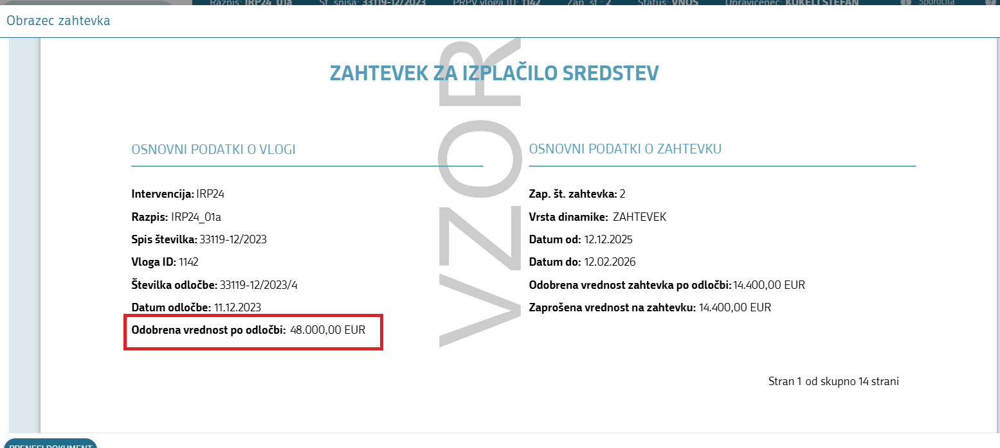 Razpis: IRP24_01a Št. spisa: 33119-12/2023 PRPV vloga ID: 1142 Zap. št.: 2 Status: VNOS Upravičenec: Sporočila
Obrazec zahtevka
ZAHTEVEK ZA IZPLAČILO SREDSTEV
VZOR
OSNOVNI PODATKI O VLOGI
Intervencija: IRP24
Razpis: IRP24_01a
Spis številka: 33119-12/2023
Vloga ID: 1142
Številka odločbe: 33119-12/2023/4
Datum odločbe: 11.12.2023
Odobrena vrednost po odločbi: 48.000,00 EUR
OSNOVNI PODATKI O ZAHTEVKU
Zap. št. zahtevka: 2
Vrsta dinamike: ZAHTEVEK
Datum od: 12.12.2025
Datum do: 12.02.2026
Odobrena vrednost zahtevka po odločbi: 14.400,00 EUR
Zaprošena vrednost na zahtevku: 14.400,00 EUR
Stran 1 od skupno 14 strani
PRENESI DOKUMENT